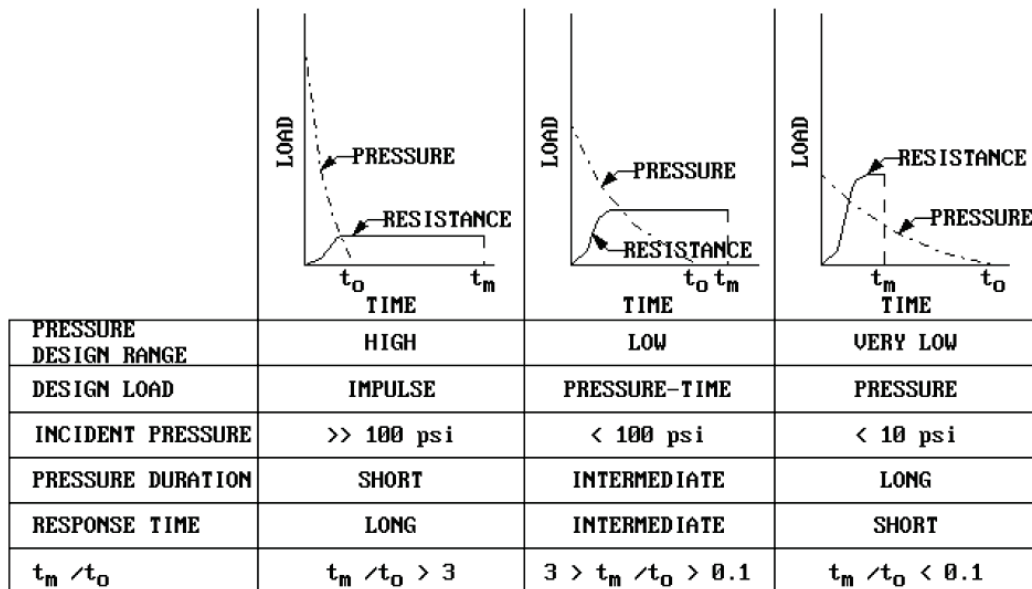 LOAD
PRESSURE
RESISTANCE
tₒ
tₘ
TIME
LOAD
PRESSURE
RESISTANCE
tₒ tₘ
TIME
LOAD
RESISTANCE
PRESSURE
tₘ
tₒ
TIME
PRESSURE
DESIGN RANGE
HIGH
LOW
VERY LOW
DESIGN LOAD
IMPULSE
PRESSURE-TIME
PRESSURE
INCIDENT PRESSURE
>> 100 psi
< 100 psi
< 10 psi
PRESSURE DURATION
SHORT
INTERMEDIATE
LONG
RESPONSE TIME
LONG
INTERMEDIATE
SHORT
tₘ /tₒ
tₘ /tₒ > 3
3 > tₘ /tₒ > 0.1
tₘ /tₒ < 0.1